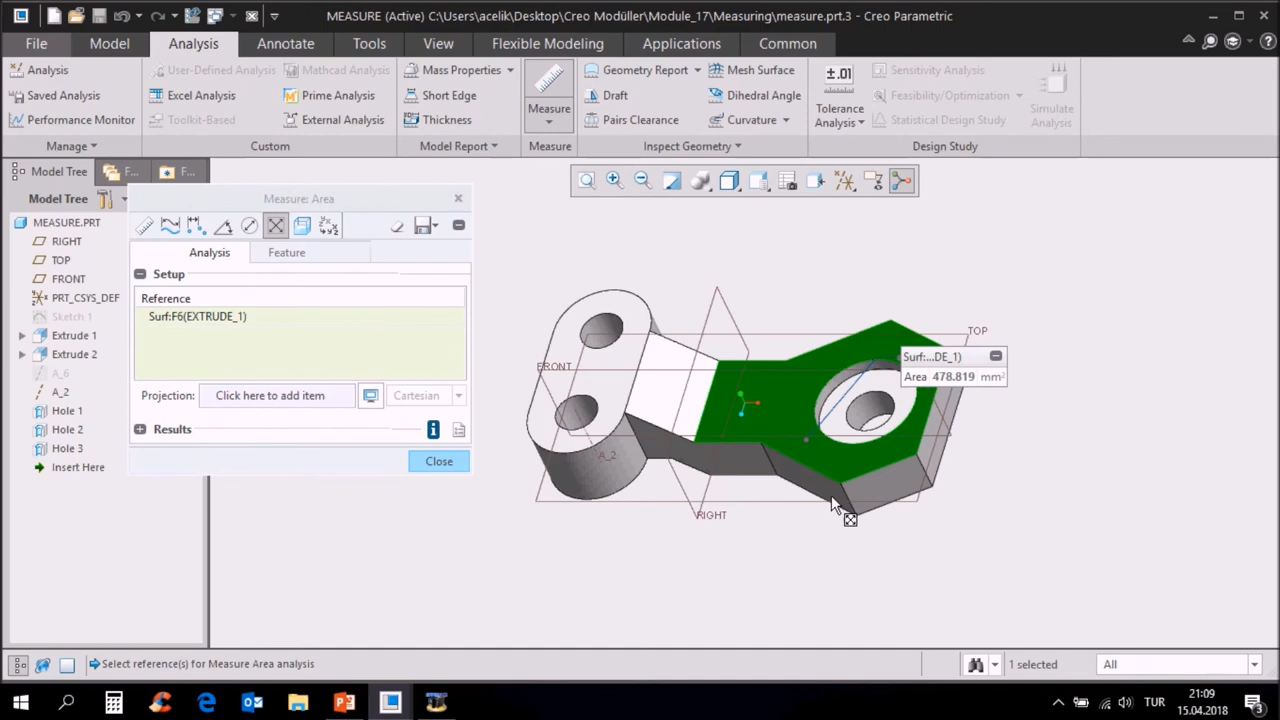 MEASURE (Active) C:\Users\acelik\Desktop\Creo Modüller\Module_17\Measuring\measure.prt.3 - Creo Parametric
File Model Analysis Annotate Tools View Flexible Modeling Applications Common
Analysis User-Defined Analysis Mathcad Analysis Mass Properties Geometry Report Mesh Surface Sensitivity Analysis
Saved Analysis Excel Analysis Prime Analysis Short Edge Draft Dihedral Angle Feasibility/Optimization
Performance Monitor Toolkit-Based External Analysis Thickness Pairs Clearance Curvature Statistical Design Study
Measure
±.01
Tolerance
Analysis
Simulate
Analysis
Manage Custom Model Report Measure Inspect Geometry Design Study
Model Tree F... F...
Model Tree
MEASURE.PRT
RIGHT
TOP
FRONT
PRT_CSYS_DEF
Sketch 1
Extrude 1
Extrude 2
A_6
A_2
Hole 1
Hole 2
Hole 3
Insert Here
Measure: Area
Analysis Feature
Setup
Reference
Surf:F6(EXTRUDE_1)
Projection: Click here to add item Cartesian
Results
Close
TOP
FRONT
Surf:...DE_1)
Area 478.819 mm²
A_2
RIGHT
Select reference(s) for Measure Area analysis
1 selected
All
TUR
21:09
15.04.2018
3